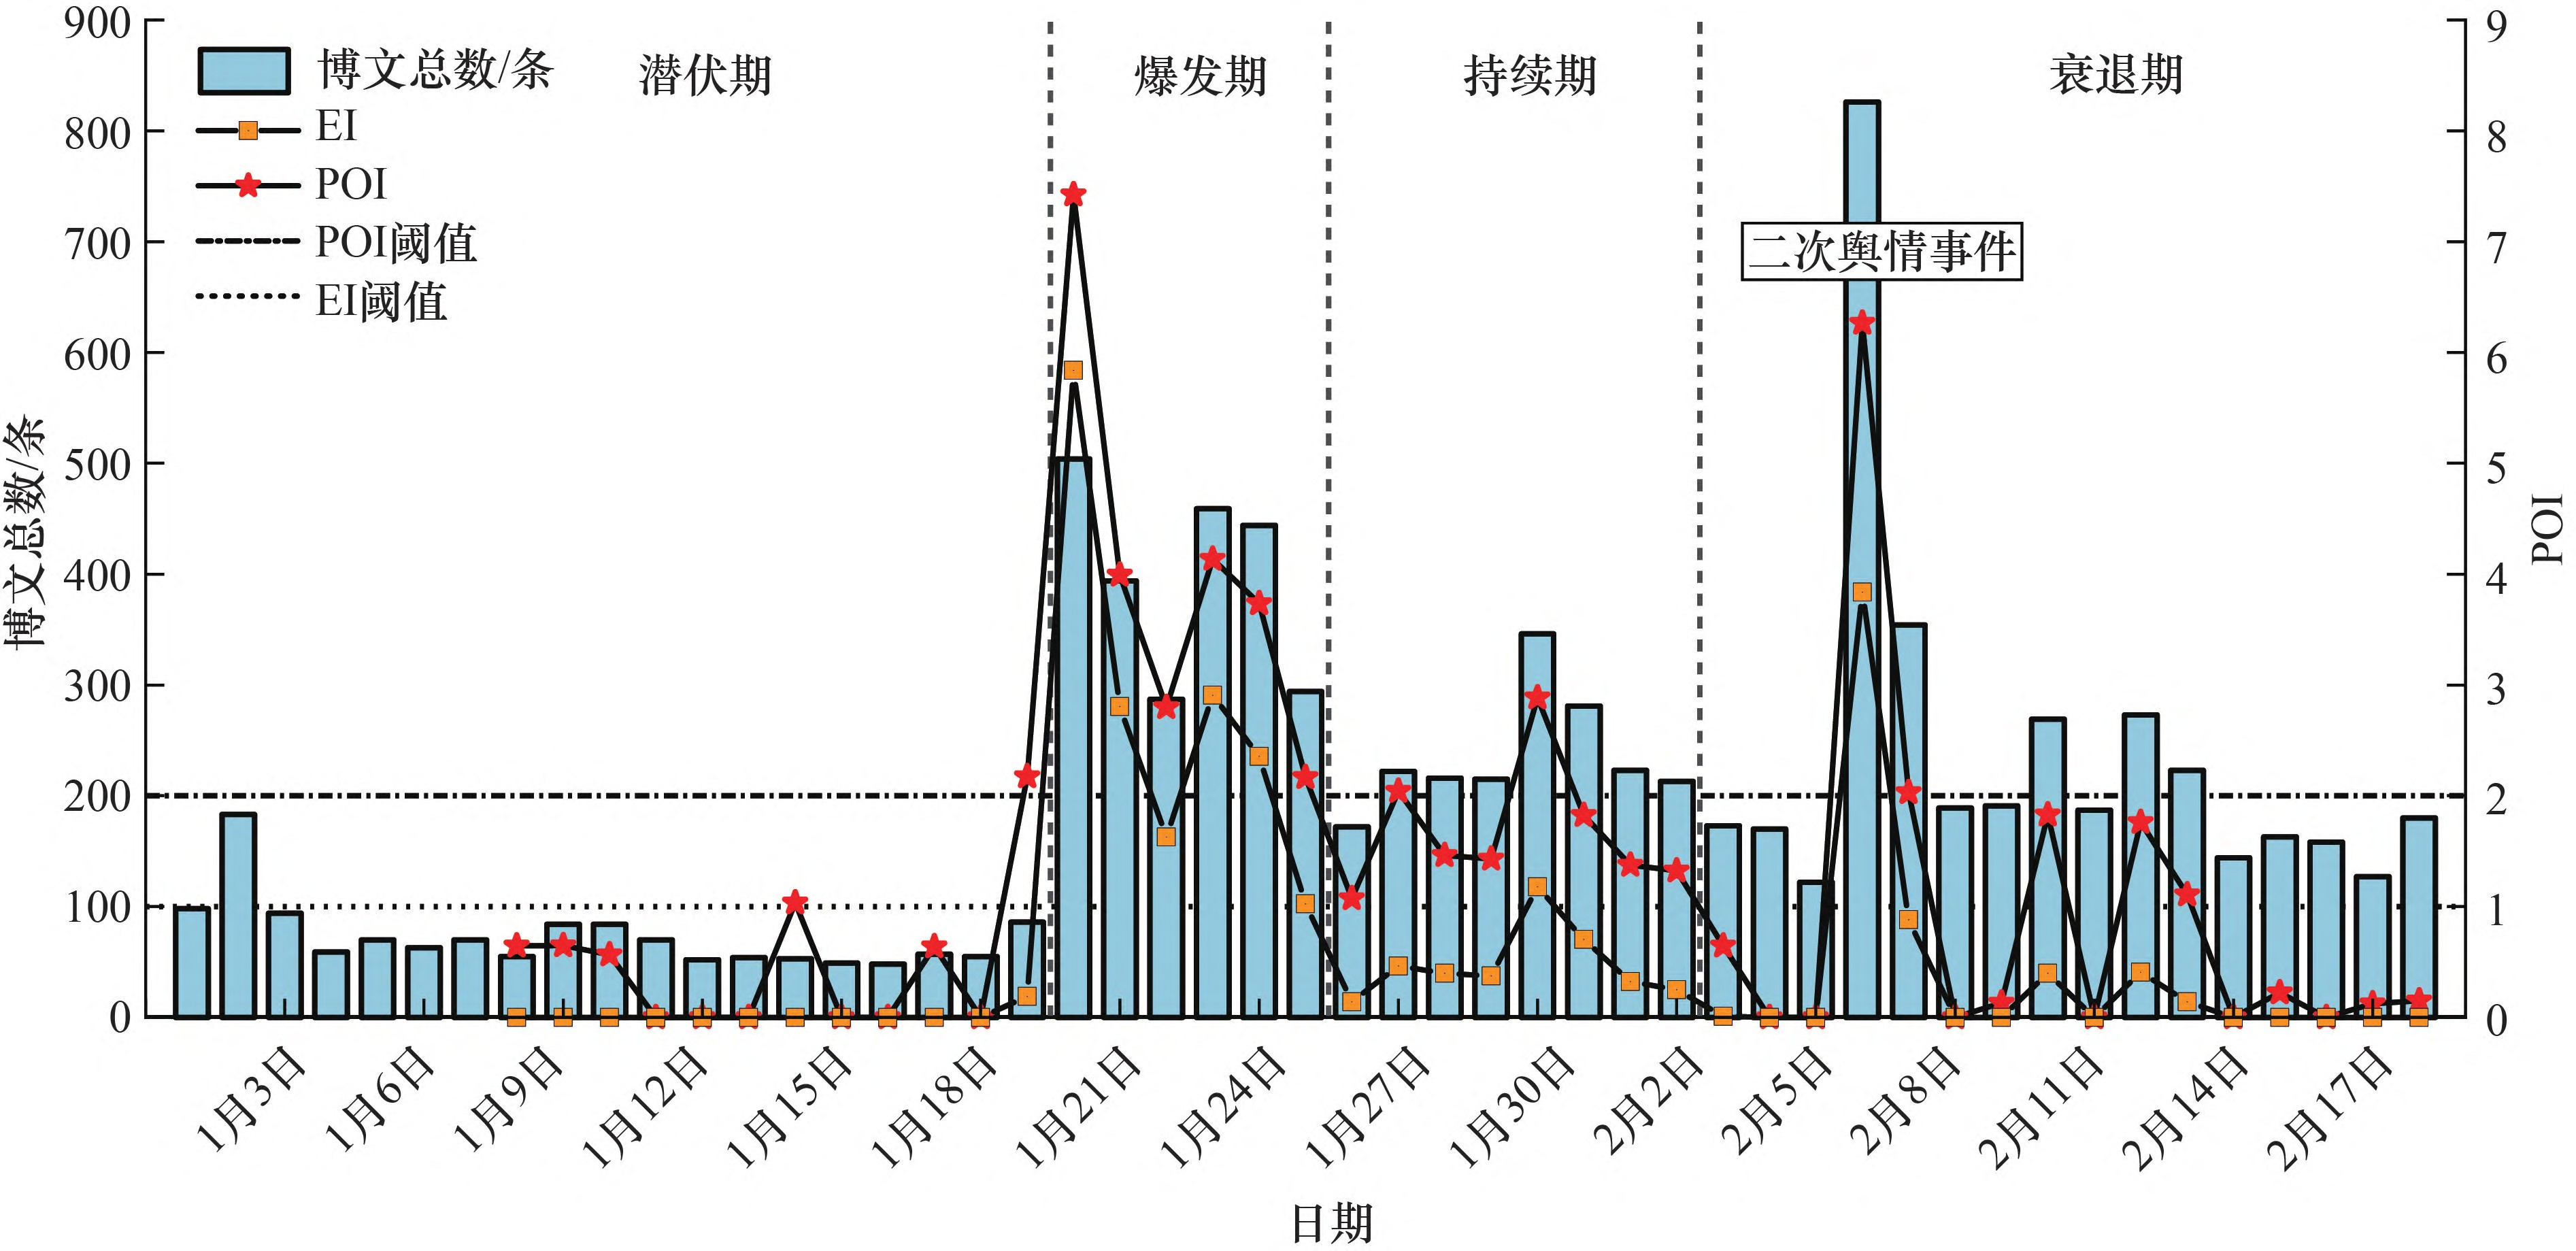 900
800
700
600
500
400
300
200
100
0
博文总数/条
博文总数/条
EI
POI
POI阈值
EI阈值
潜伏期
爆发期
持续期
衰退期
二次舆情事件
9
8
7
6
5
4
3
2
1
0
POI
1月3日
1月6日
1月9日
1月12日
1月15日
1月18日
1月21日
1月24日
1月27日
1月30日
2月2日
2月5日
2月8日
2月11日
2月14日
2月17日
日期